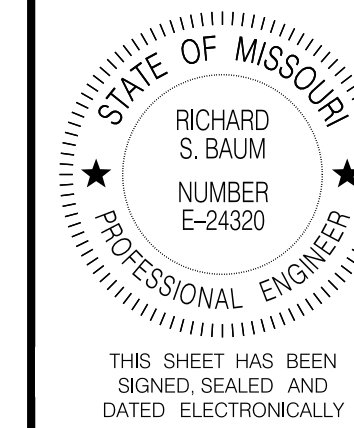 STATE OF MISSOURI
RICHARD
S. BAUM
NUMBER
E–24320
PROFESSIONAL ENGINEER
THIS SHEET HAS BEEN
SIGNED, SEALED AND
DATED ELECTRONICALLY